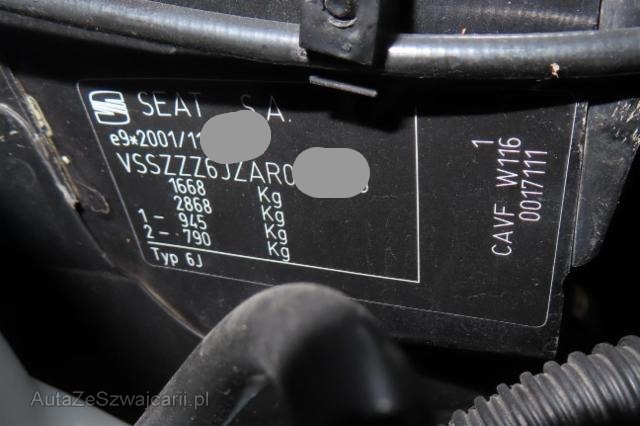 SEAT S.A.
e9*2001/11
VSSZZZ6JZAR0
1668 Kg
2868 Kg
1 - 945 Kg
2 - 790 Kg
Typ 6J
1
CAVF W116
0017111
AutaZeSzwajcarii.pl